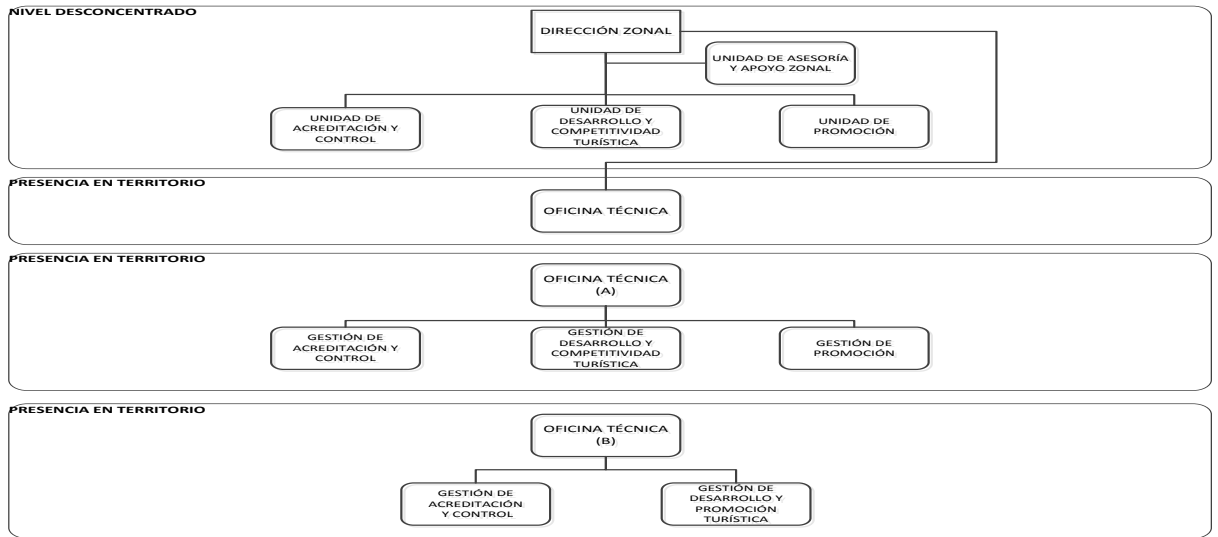 NIVEL DESCONCENTRADO
DIRECCIÓN ZONAL
UNIDAD DE ASESORÍA
Y APOYO ZONAL
UNIDAD DE
ACREDITACIÓN Y
CONTROL
UNIDAD DE
DESARROLLO Y
COMPETITIVIDAD
TURÍSTICA
UNIDAD DE
PROMOCIÓN
PRESENCIA EN TERRITORIO
OFICINA TÉCNICA
PRESENCIA EN TERRITORIO
OFICINA TÉCNICA
(A)
GESTIÓN DE
ACREDITACIÓN Y
CONTROL
GESTIÓN DE
DESARROLLO Y
COMPETITIVIDAD
TURÍSTICA
GESTIÓN DE
PROMOCIÓN
PRESENCIA EN TERRITORIO
OFICINA TÉCNICA
(B)
GESTIÓN DE
ACREDITACIÓN
Y CONTROL
GESTIÓN DE
DESARROLLO Y
PROMOCIÓN
TURÍSTICA